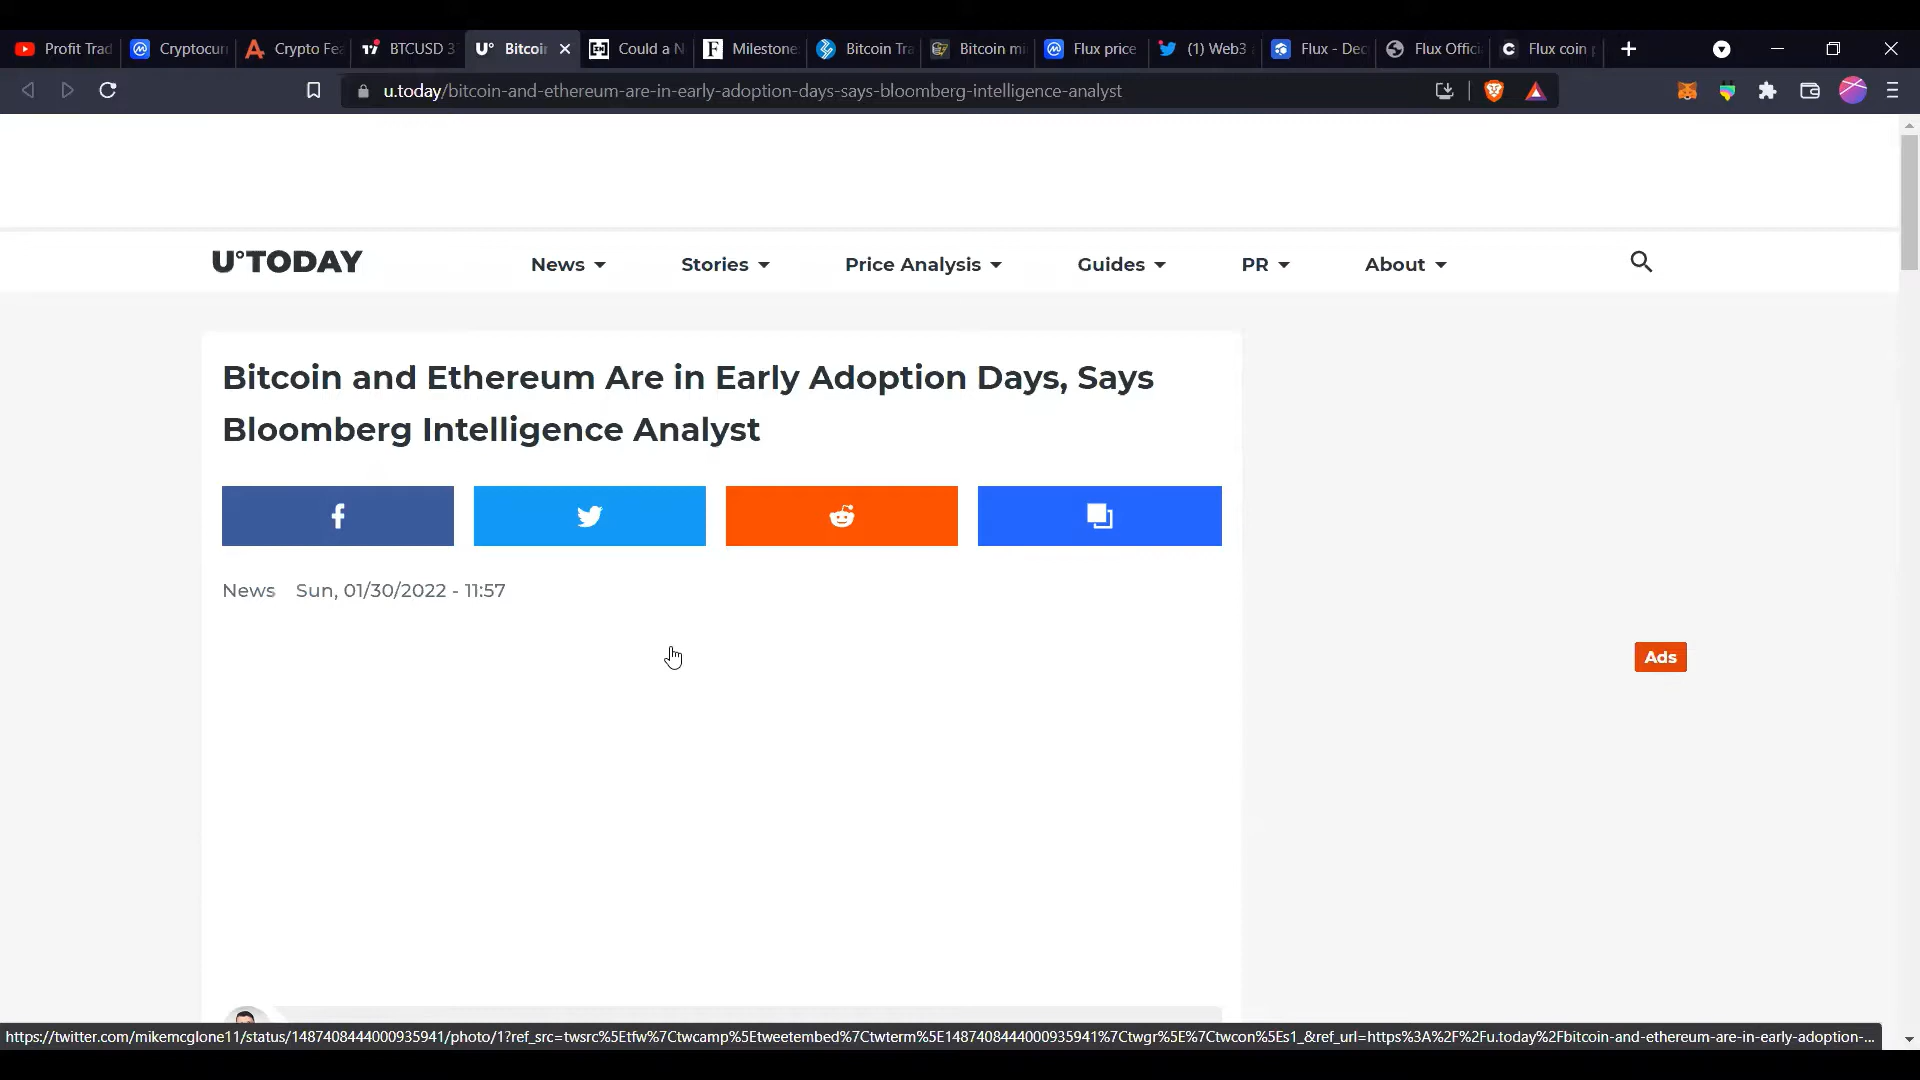 Profit Trad
Cryptocurr
Crypto Fea
BTCUSD 3
Bitcoin
Could a N
Milestone
Bitcoin Tra
Bitcoin mi
Flux price
(1) Web3
Flux - Dec
Flux Offici
Flux coin p
u.today/bitcoin-and-ethereum-are-in-early-adoption-days-says-bloomberg-intelligence-analyst
U°TODAY
News
Stories
Price Analysis
Guides
PR
About
Bitcoin and Ethereum Are in Early Adoption Days, Says
Bloomberg Intelligence Analyst
News Sun, 01/30/2022 - 11:57
Ads
https://twitter.com/mikemcglone11/status/1487408444000935941/photo/1?ref_src=twsrc%5Etfw%7Ctwcamp%5Etweetembed%7Ctwterm%5E1487408444000935941%7Ctwgr%5E%7Ctwcon%5Es1_&ref_url=https%3A%2F%2Fu.today%2Fbitcoin-and-ethereum-are-in-early-adoption-...